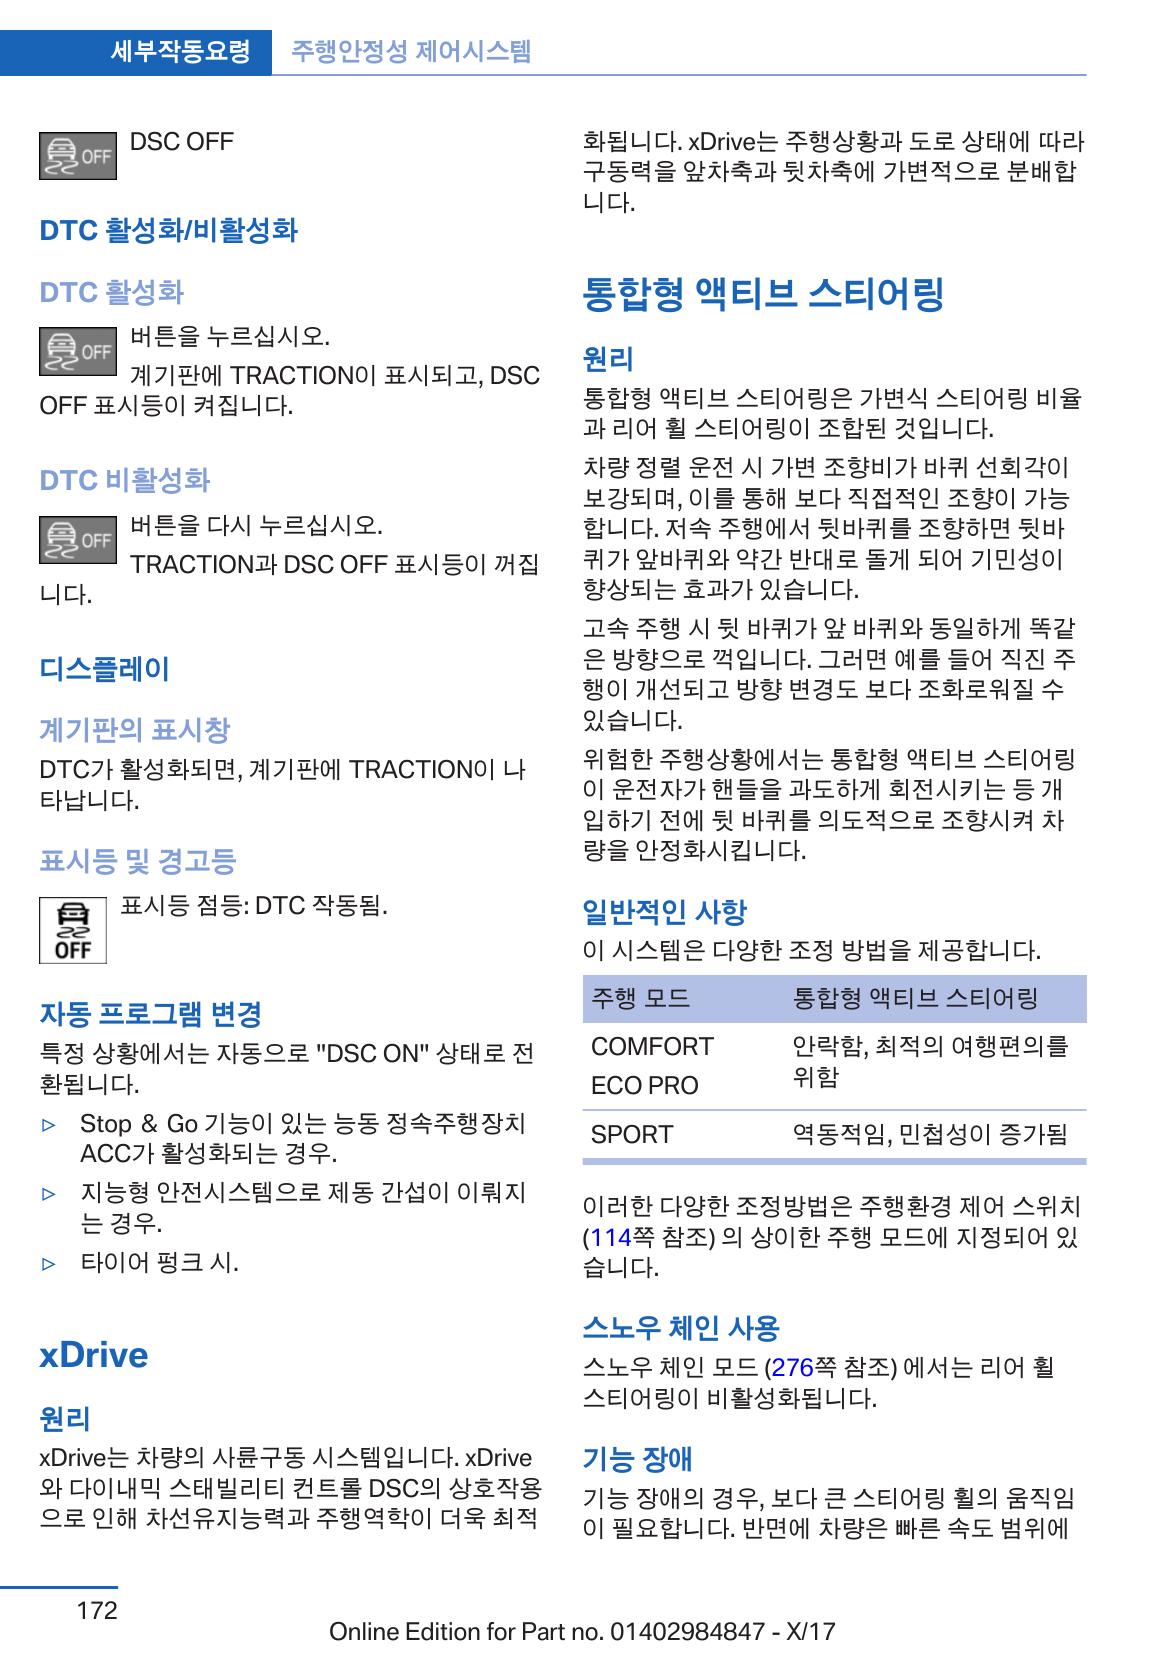 세부작동요령 주행안정성 제어시스템
OFF DSC OFF
DTC 활성화/비활성화
DTC 활성화
OFF 버튼을 누르십시오.
계기판에 TRACTION이 표시되고, DSC
OFF 표시등이 켜집니다.
DTC 비활성화
OFF 버튼을 다시 누르십시오.
TRACTION과 DSC OFF 표시등이 꺼집
니다.
디스플레이
계기판의 표시창
DTC가 활성화되면, 계기판에 TRACTION이 나
타납니다.
표시등 및 경고등
표시등 점등: DTC 작동됨.
OFF
자동 프로그램 변경
특정 상황에서는 자동으로 "DSC ON" 상태로 전
환됩니다.
▷ Stop & Go 기능이 있는 능동 정속주행장치
ACC가 활성화되는 경우.
▷ 지능형 안전시스템으로 제동 간섭이 이뤄지
는 경우.
▷ 타이어 펑크 시.
xDrive
원리
xDrive는 차량의 사륜구동 시스템입니다. xDrive
와 다이내믹 스태빌리티 컨트롤 DSC의 상호작용
으로 인해 차선유지능력과 주행역학이 더욱 최적
화됩니다. xDrive는 주행상황과 도로 상태에 따라
구동력을 앞차축과 뒷차축에 가변적으로 분배합
니다.
통합형 액티브 스티어링
원리
통합형 액티브 스티어링은 가변식 스티어링 비율
과 리어 휠 스티어링이 조합된 것입니다.
차량 정렬 운전 시 가변 조향비가 바퀴 선회각이
보강되며, 이를 통해 보다 직접적인 조향이 가능
합니다. 저속 주행에서 뒷바퀴를 조향하면 뒷바
퀴가 앞바퀴와 약간 반대로 돌게 되어 기민성이
향상되는 효과가 있습니다.
고속 주행 시 뒷 바퀴가 앞 바퀴와 동일하게 똑같
은 방향으로 꺽입니다. 그러면 예를 들어 직진 주
행이 개선되고 방향 변경도 보다 조화로워질 수
있습니다.
위험한 주행상황에서는 통합형 액티브 스티어링
이 운전자가 핸들을 과도하게 회전시키는 등 개
입하기 전에 뒷 바퀴를 의도적으로 조향시켜 차
량을 안정화시킵니다.
일반적인 사항
이 시스템은 다양한 조정 방법을 제공합니다.
주행 모드 통합형 액티브 스티어링
COMFORT 안락함, 최적의 여행편의를
ECO PRO 위함
SPORT 역동적임, 민첩성이 증가됨
이러한 다양한 조정방법은 주행환경 제어 스위치
(114쪽 참조) 의 상이한 주행 모드에 지정되어 있
습니다.
스노우 체인 사용
스노우 체인 모드 (276쪽 참조) 에서는 리어 휠
스티어링이 비활성화됩니다.
기능 장애
기능 장애의 경우, 보다 큰 스티어링 휠의 움직임
이 필요합니다. 반면에 차량은 빠른 속도 범위에
172
Online Edition for Part no. 01402984847 - X/17